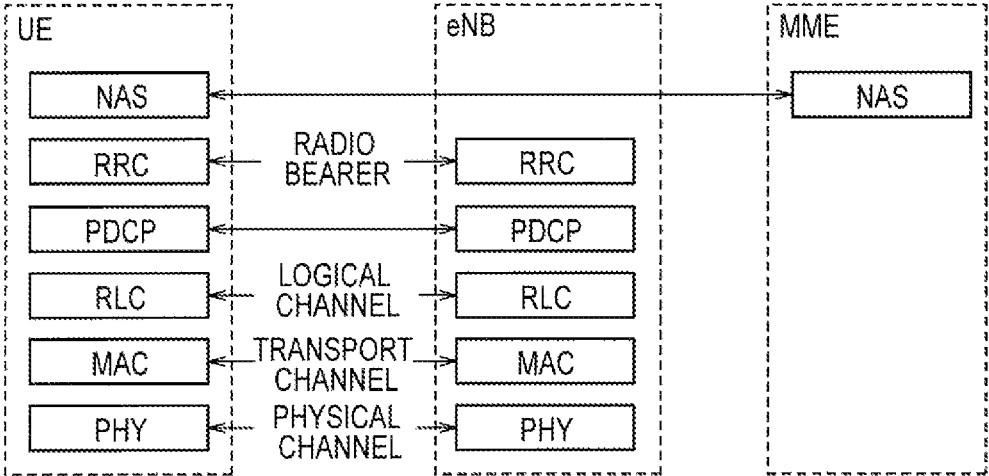 UE
eNB
MME
NAS
NAS
RRC
RADIO
BEARER
RRC
PDCP
PDCP
RLC
LOGICAL
CHANNEL
RLC
MAC
TRANSPORT
CHANNEL
MAC
PHY
PHYSICAL
CHANNEL
PHY